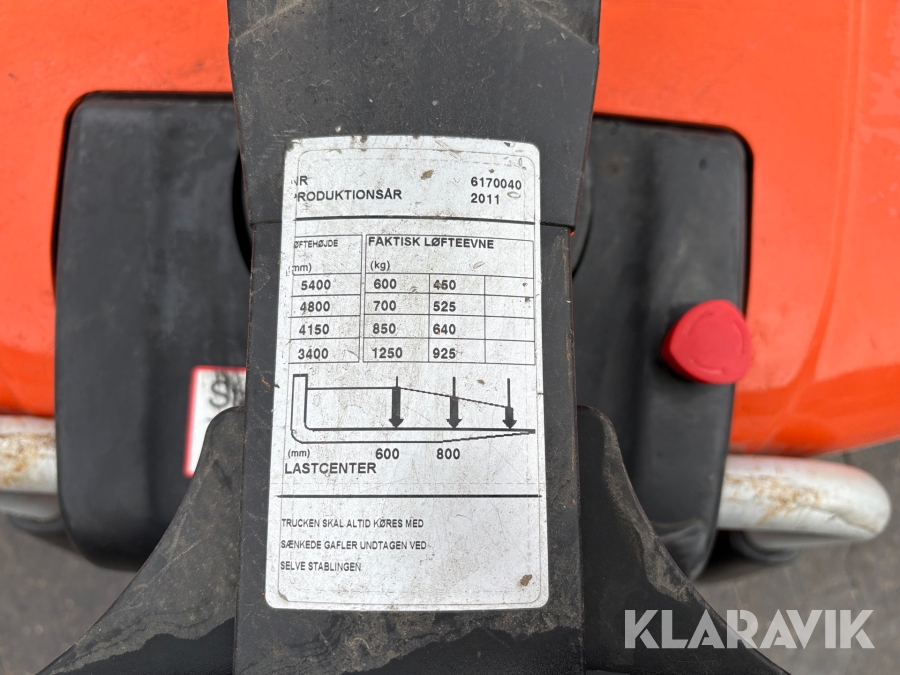 NR 6170040
PRODUKTIONSÅR 2011
ØFTEHØJDE FAKTISK LØFTEEVNE
(mm) (kg)
5400 600 450
4800 700 525
4150 850 640
3400 1250 925
(mm) 600 800
LASTCENTER
TRUCKEN SKAL ALTID KØRES MED
SÆNKEDE GAFLER UNDTAGEN VED
SELVE STABLINGEN
KLARAVIK